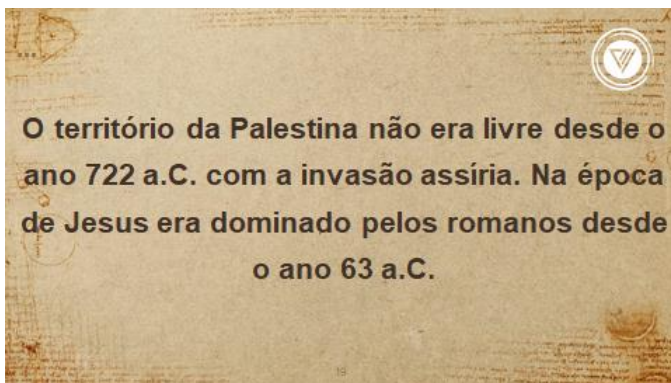 O território da Palestina não era livre desde o
ano 722 a.C. com a invasão assíria. Na época
de Jesus era dominado pelos romanos desde
o ano 63 a.C.
19